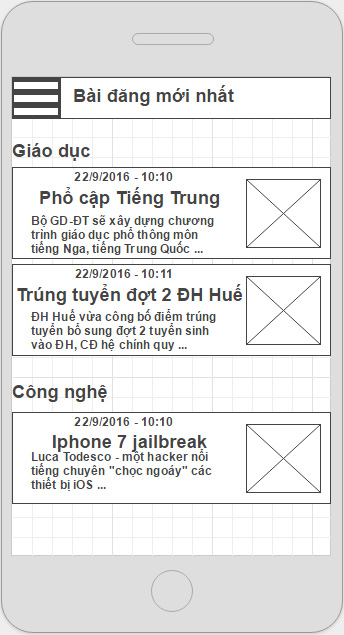 Bài đăng mới nhất
Giáo dục
22/9/2016 - 10:10
Phổ cập Tiếng Trung
Bộ GD-ĐT sẽ xây dựng chương
trình giáo dục phổ thông môn
tiếng Nga, tiếng Trung Quốc ...
22/9/2016 - 10:11
Trúng tuyển đợt 2 ĐH Huế
ĐH Huế vừa công bố điểm trúng
tuyển bổ sung đợt 2 tuyển sinh
vào ĐH, CĐ hệ chính quy ...
Công nghệ
22/9/2016 - 10:10
Iphone 7 jailbreak
Luca Todesco - một hacker nổi
tiếng chuyên "chọc ngoáy" các
thiết bị iOS ...